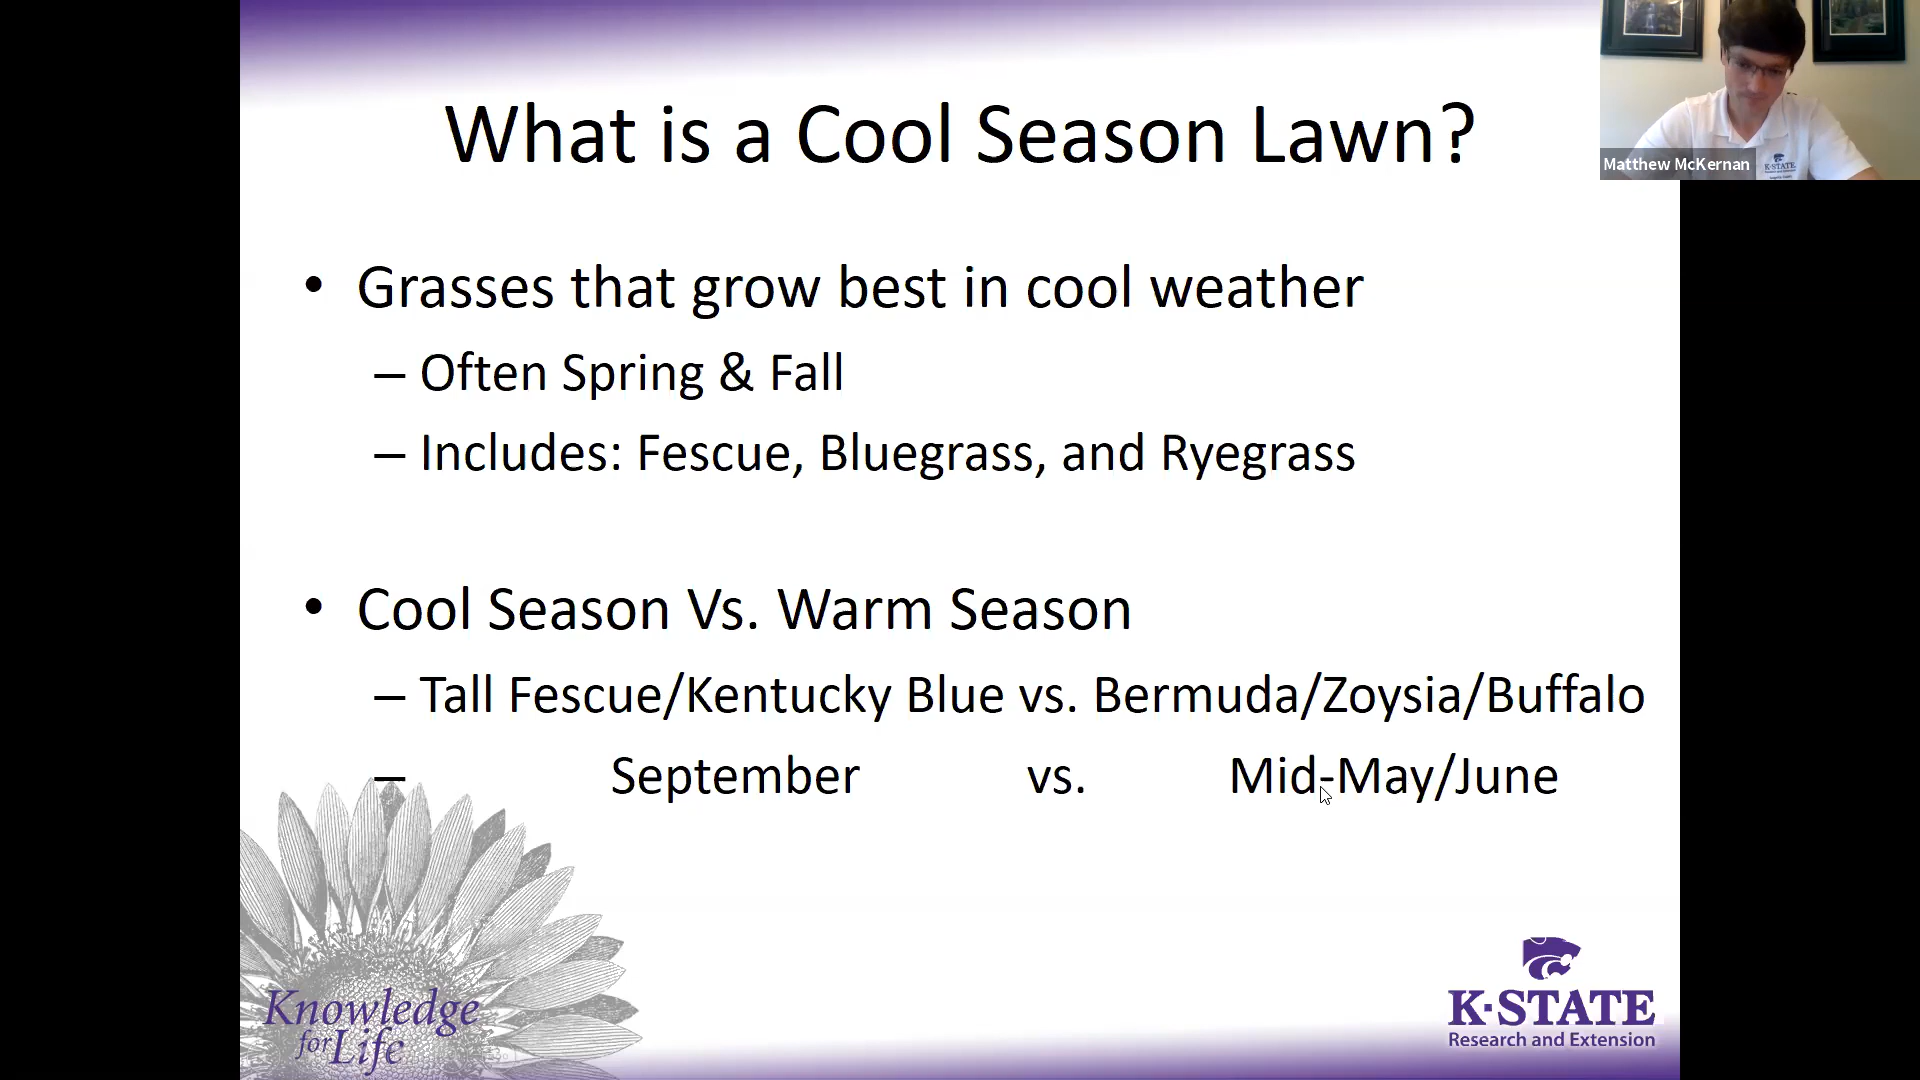 What is a Cool Season Lawn?
Matthew McKernan
K-STATE
• Grasses that grow best in cool weather
– Often Spring & Fall
– Includes: Fescue, Bluegrass, and Ryegrass
• Cool Season Vs. Warm Season
– Tall Fescue/Kentucky Blue vs. Bermuda/Zoysia/Buffalo
– September vs. Mid-May/June
Knowledge
for Life
K•STATE
Research and Extension